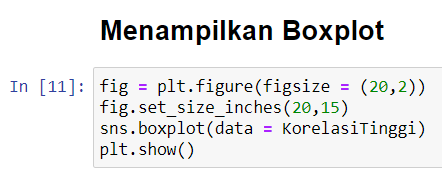 Menampilkan Boxplot
In [11]: fig = plt.figure(figsize = (20,2))
fig.set_size_inches(20,15)
sns.boxplot(data = KorelasiTinggi)
plt.show()